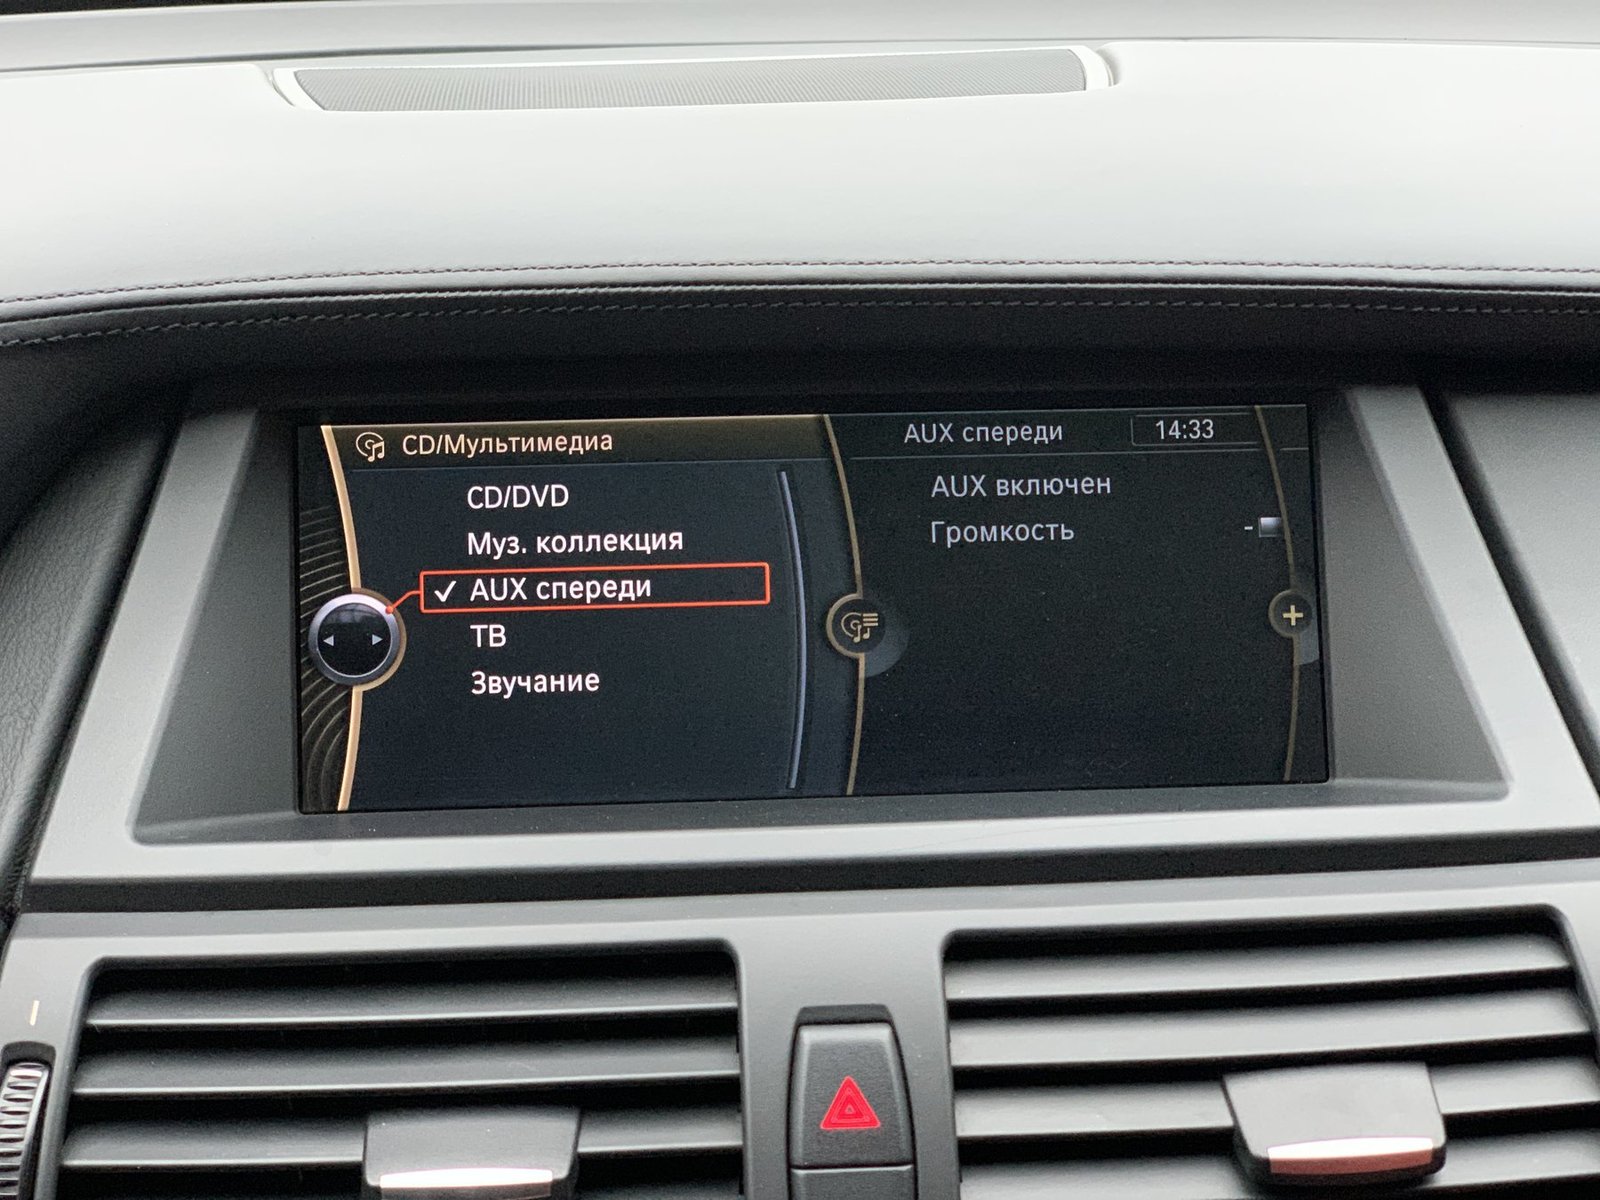 CD/Мультимедиа
CD/DVD
Муз. коллекция
AUX спереди
ТВ
Звучание
AUX спереди
14:33
AUX включен
Громкость